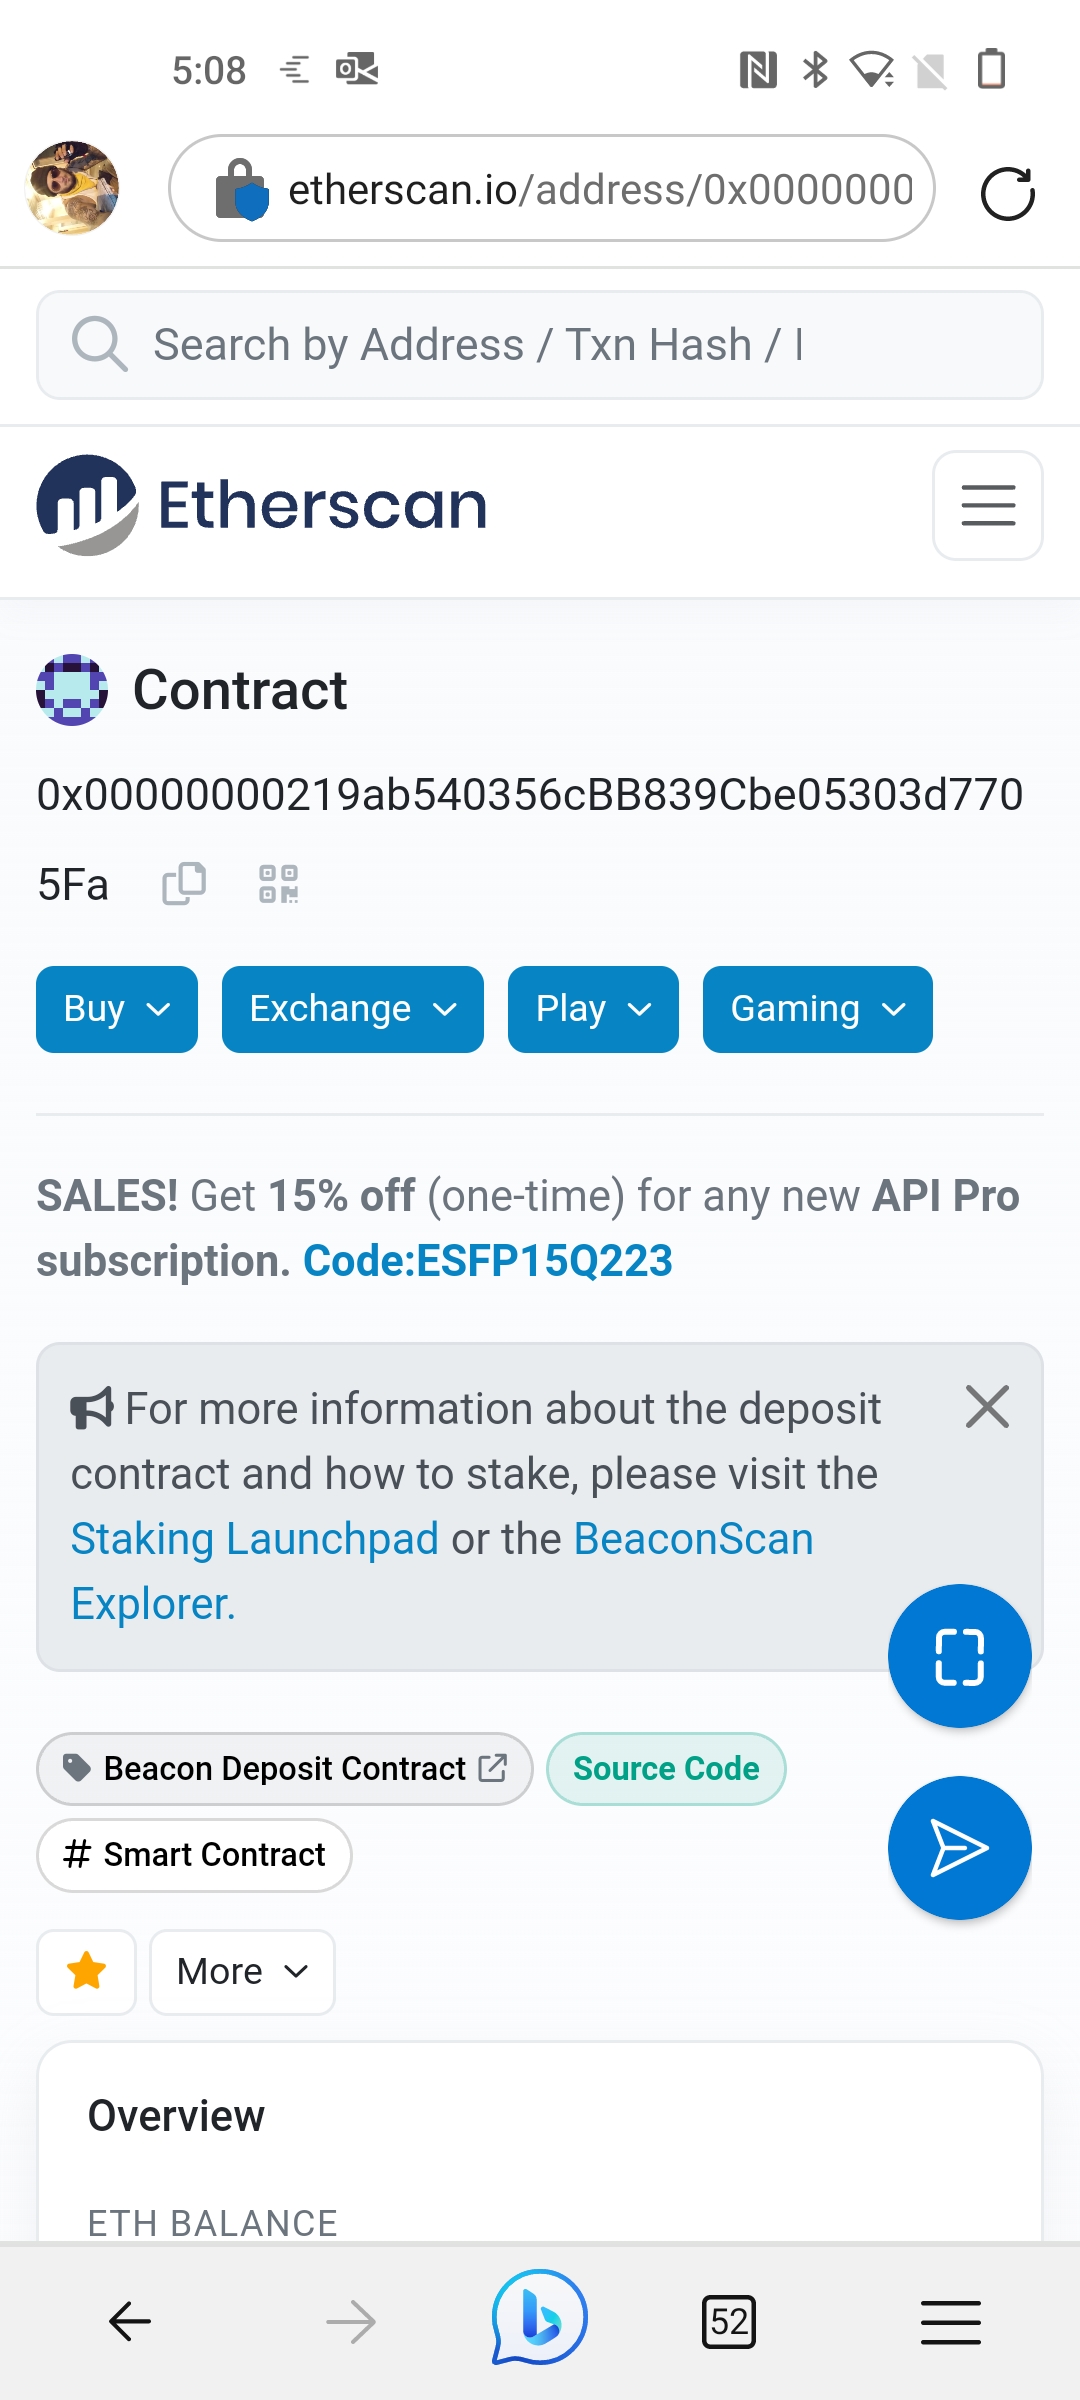 5:08
etherscan.io/address/0x0000000
Search by Address / Txn Hash / 
Etherscan
Contract
0x00000000219ab540356cBB839Cbe05303d770
5Fa
Buy
Exchange
Play
Gaming
SALES! Get 15% off (one-time) for any new API Pro
subscription. Code:ESFP15Q223
For more information about the deposit
contract and how to stake, please visit the
Staking Launchpad or the BeaconScan
Explorer.
Beacon Deposit Contract
Source Code
# Smart Contract
More
Overview
ETH BALANCE
52